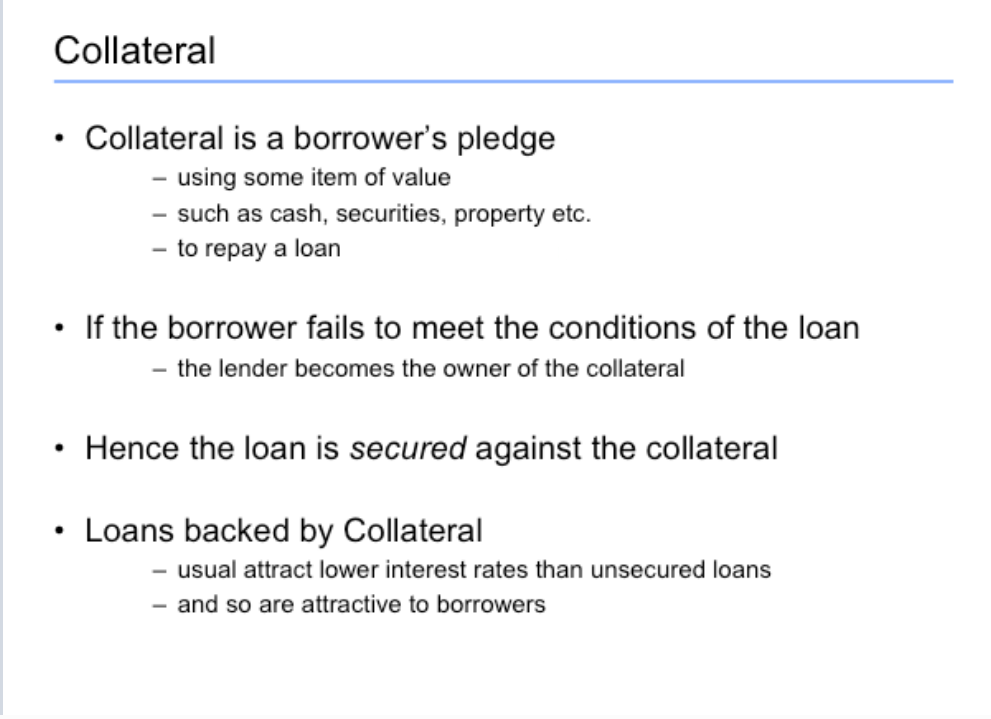 Collateral
• Collateral is a borrower’s pledge
– using some item of value
– such as cash, securities, property etc.
– to repay a loan
• If the borrower fails to meet the conditions of the loan
– the lender becomes the owner of the collateral
• Hence the loan is secured against the collateral
• Loans backed by Collateral
– usual attract lower interest rates than unsecured loans
– and so are attractive to borrowers